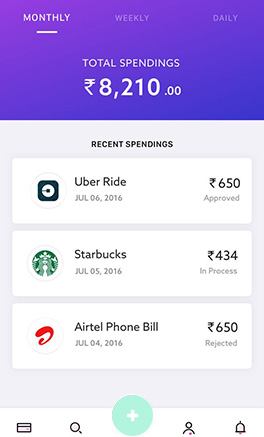 MONTHLY WEEKLY DAILY
TOTAL SPENDINGS
₹8,210.00
RECENT SPENDINGS
Uber Ride ₹650
JUL 06, 2016 Approved
Starbucks ₹434
JUL 05, 2016 In Process
Airtel Phone Bill ₹650
JUL 04, 2016 Rejected